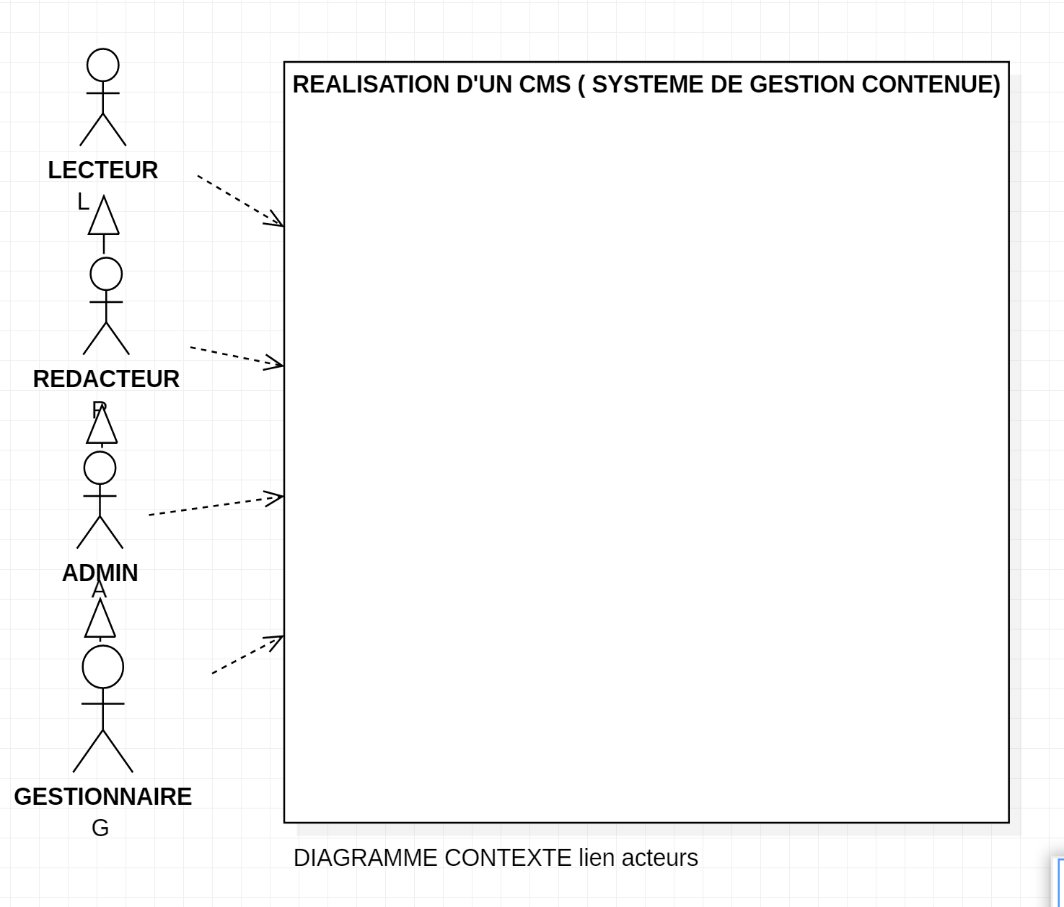 REALISATION D'UN CMS ( SYSTEME DE GESTION CONTENUE)
LECTEUR
L
REDACTEUR
R
ADMIN
A
GESTIONNAIRE
G
DIAGRAMME CONTEXTE lien acteurs